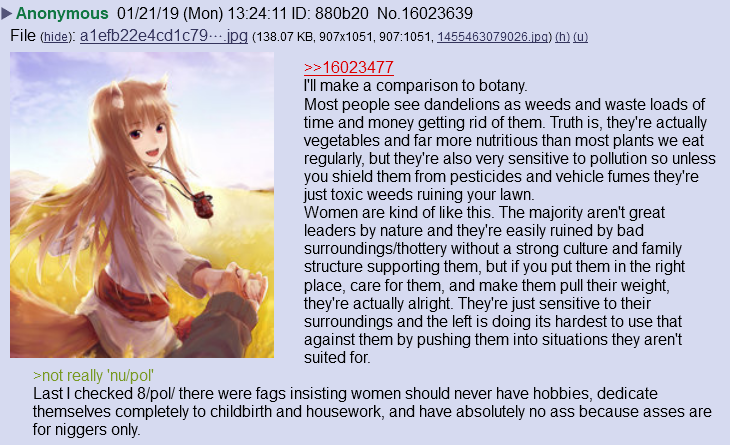 Anonymous 01/21/19 (Mon) 13:24:11 ID: 880b20 No.16023639
File (hide): a1efb22e4cd1c79⋯.jpg (138.07 KB, 907x1051, 907:1051, 1455463079026.jpg) (h) (u)
>>16023477
I'll make a comparison to botany.
Most people see dandelions as weeds and waste loads of
time and money getting rid of them. Truth is, they're actually
vegetables and far more nutritious than most plants we eat
regularly, but they're also very sensitive to pollution so unless
you shield them from pesticides and vehicle fumes they're
just toxic weeds ruining your lawn.
Women are kind of like this. The majority aren't great
leaders by nature and they're easily ruined by bad
surroundings/thottery without a strong culture and family
structure supporting them, but if you put them in the right
place, care for them, and make them pull their weight,
they're actually alright. They're just sensitive to their
surroundings and the left is doing its hardest to use that
against them by pushing them into situations they aren't
suited for.
>not really 'nu/pol'
Last I checked 8/pol/ there were fags insisting women should never have hobbies, dedicate
themselves completely to childbirth and housework, and have absolutely no ass because asses are
for niggers only.